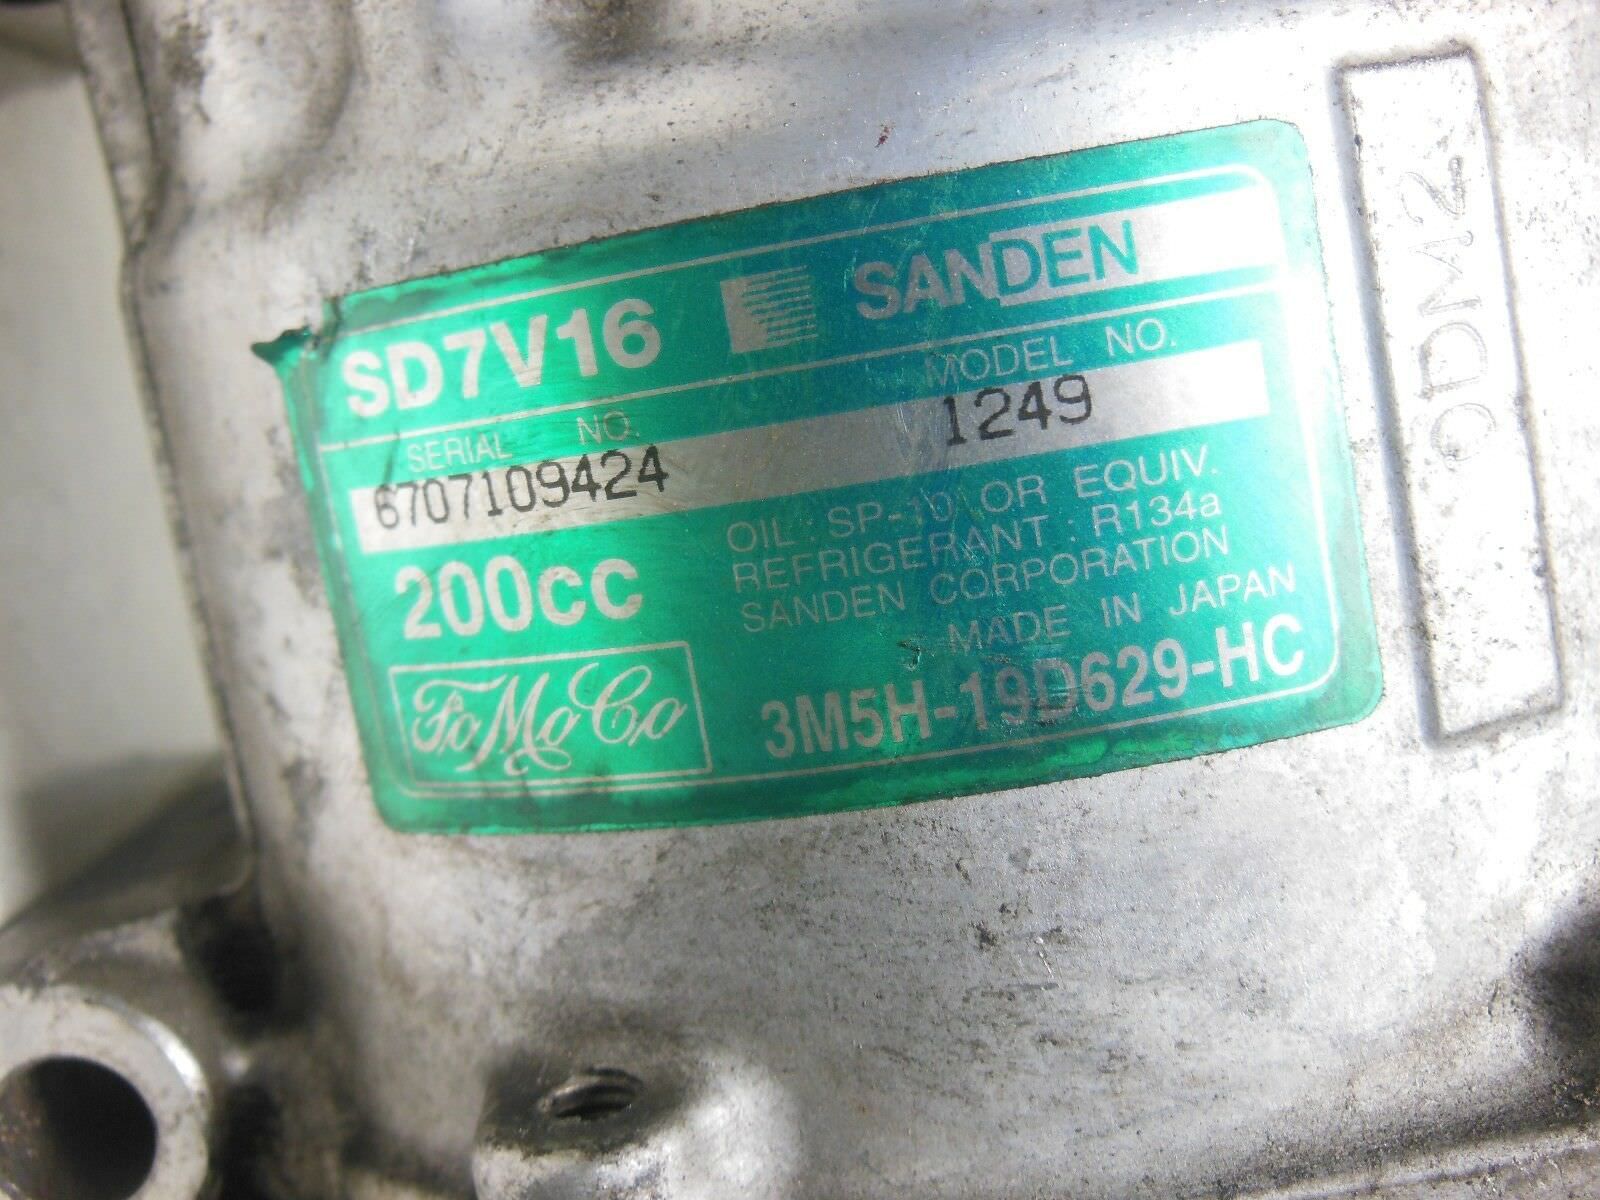 SD7V16 SANDEN
SERIAL NO. MODEL NO.
6707109424 1249
200cc
OIL : SP-10 OR EQUIV.
REFRIGERANT : R134a
SANDEN CORPORATION
MADE IN JAPAN
FoMoCo 3M5H-19D629-HC
ODM2